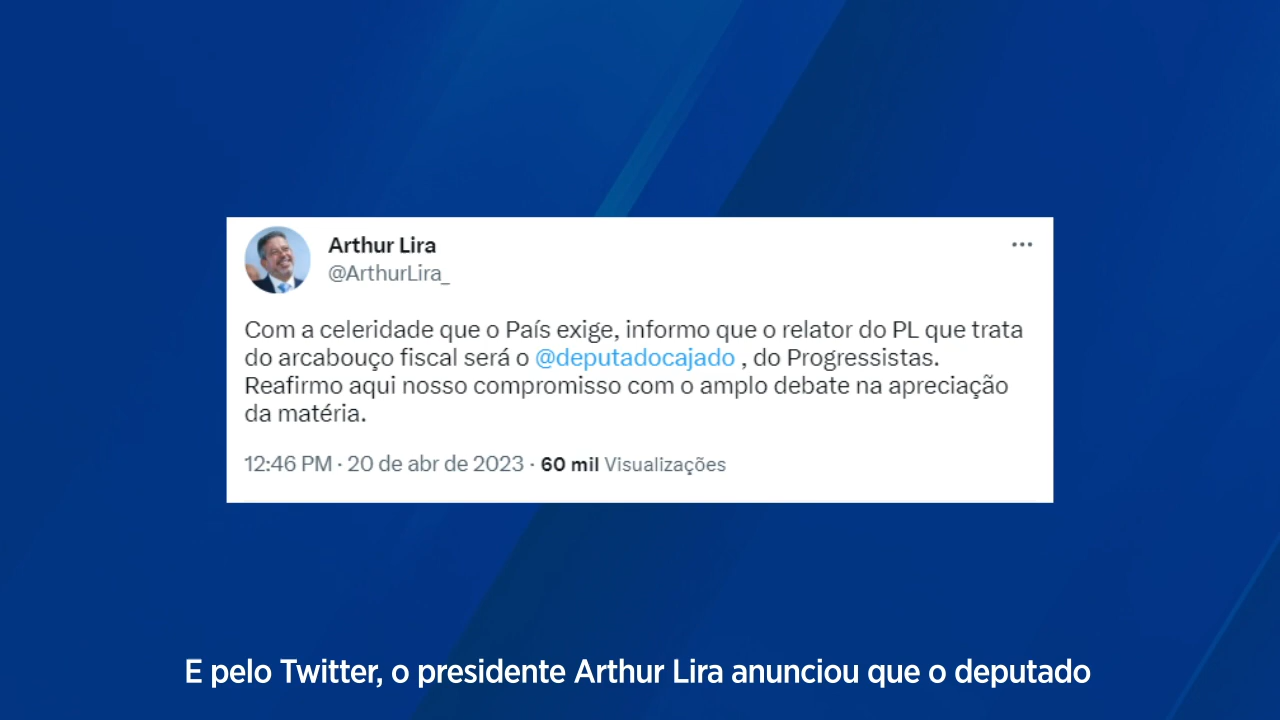 Arthur Lira
@ArthurLira_
Com a celeridade que o País exige, informo que o relator do PL que trata
do arcabouço fiscal será o @deputadocajado , do Progressistas.
Reafirmo aqui nosso compromisso com o amplo debate na apreciação
da matéria.
12:46 PM · 20 de abr de 2023 · 60 mil Visualizações
E pelo Twitter, o presidente Arthur Lira anunciou que o deputado